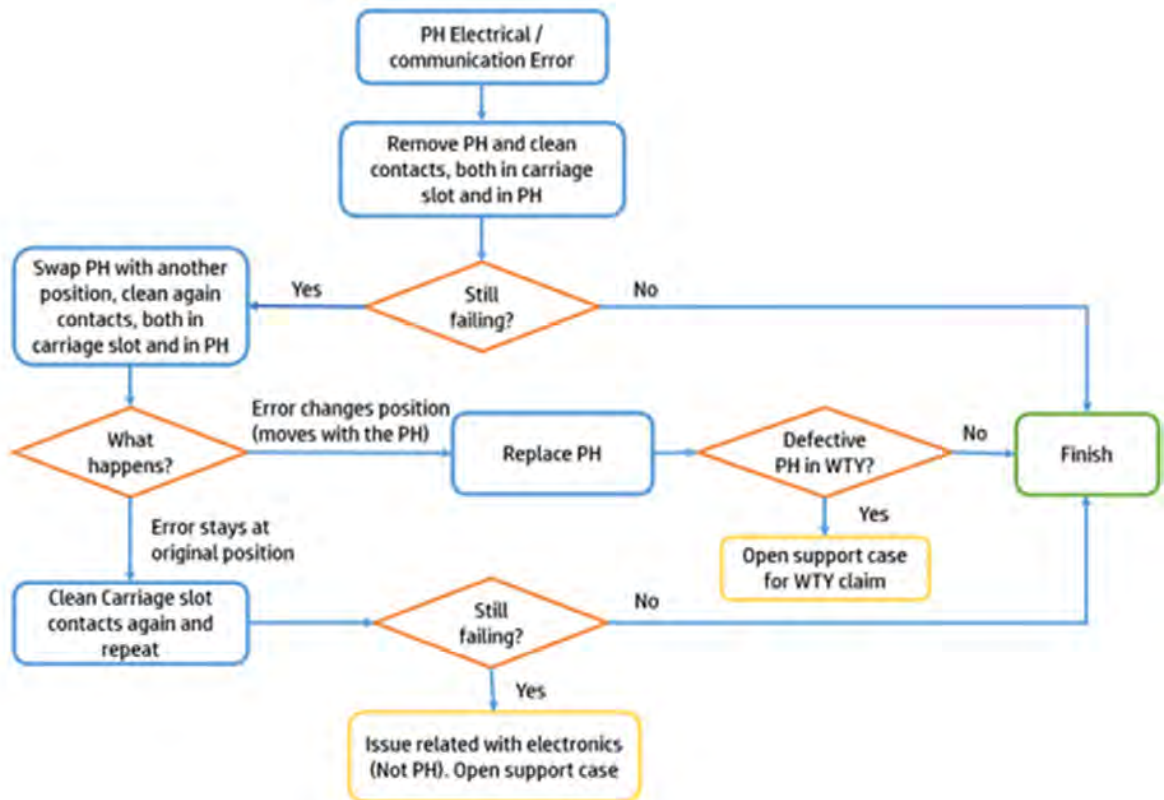 PH Electrical /
communication Error
Remove PH and clean
contacts, both in carriage
slot and in PH
Swap PH with another
position, clean again
contacts, both in
carriage slot and in PH
Yes
Still
failing?
No
What
happens?
Error changes position
(moves with the PH)
Replace PH
Defective
PH in WTY?
No
Finish
Yes
Open support case
for WTY claim
Error stays at
original position
Clean Carriage slot
contacts again and
repeat
Still
failing?
No
Yes
Issue related with electronics
(Not PH). Open support case